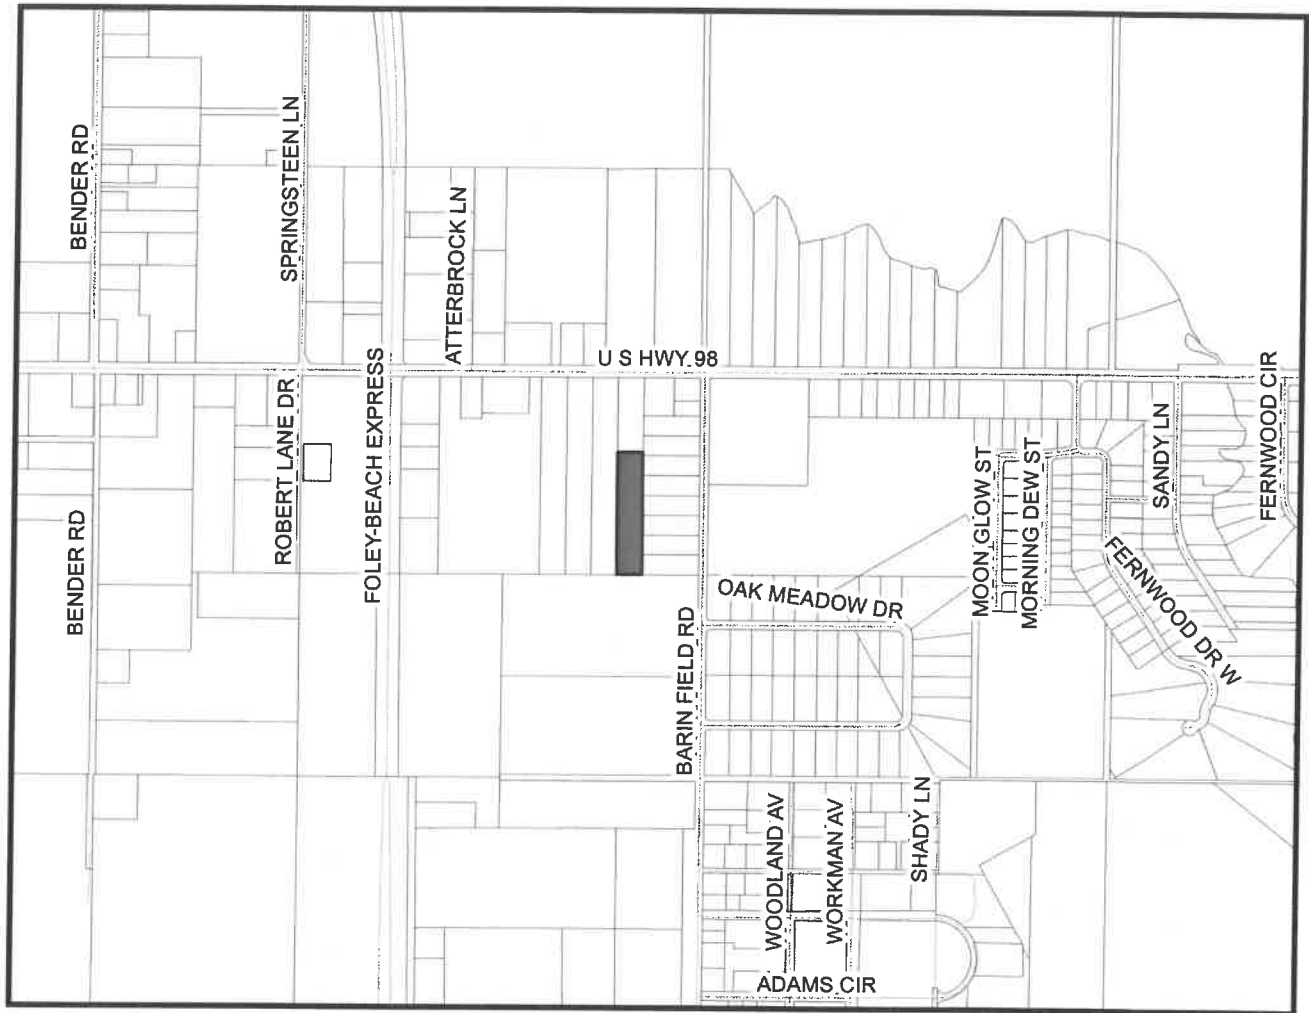 BENDER RD
SPRINGSTEEN LN
ATTERBROCK LN
U S HWY 98
FOLEY-BEACH EXPRESS
ROBERT LANE DR
BENDER RD
FERNWOOD CIR
SANDY LN
MOON GLOW ST
MORNING DEW ST
FERNWOOD DR W
OAK MEADOW DR
BARIN FIELD RD
WOODLAND AV
WORKMAN AV
SHADY LN
ADAMS CIR